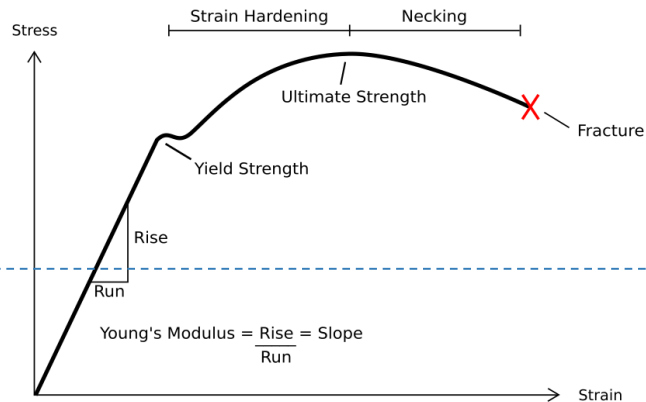 Strain Hardening
Necking
Stress
Ultimate Strength
Fracture
Yield Strength
Rise
Run
Young's Modulus = Rise = Slope
Run
Strain